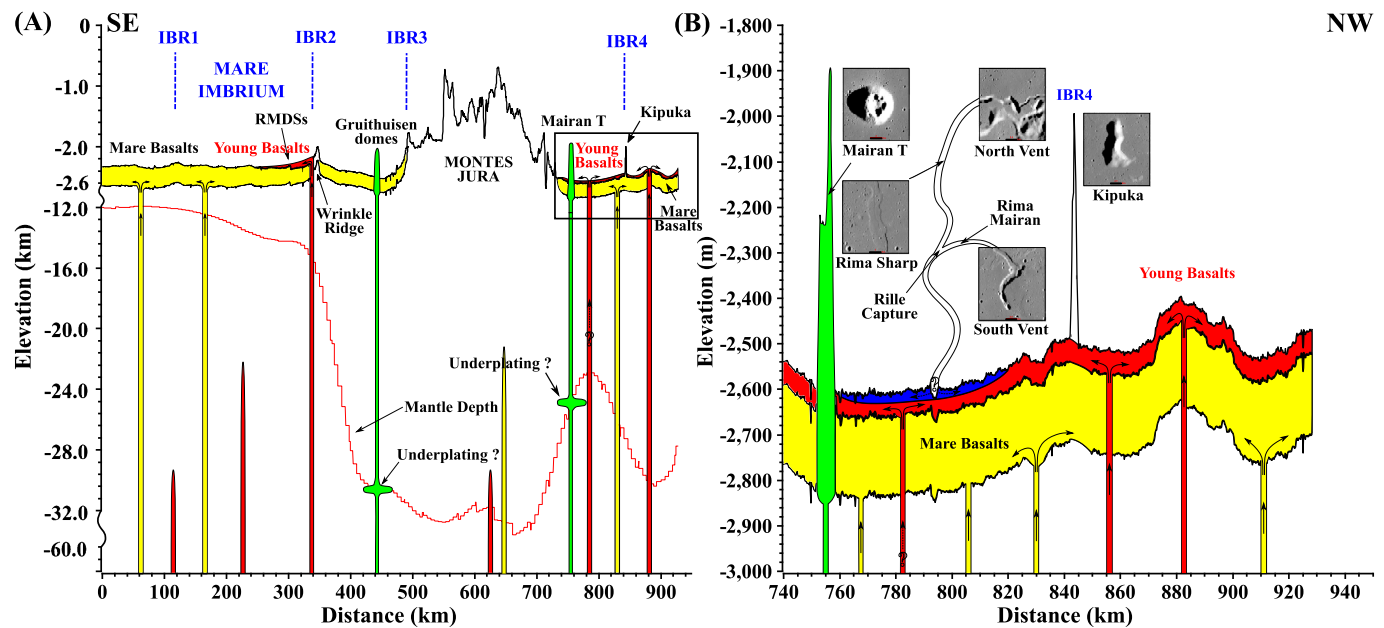 (A)
SE
IBR1
IBR2
IBR3
IBR4
MARE
IMBRIUM
RMDSs
Mare Basalts
Young Basalts
Gruithuisen
domes
Wrinkle
Ridge
MONTES
JURA
Mairan T
Kipuka
Young
Basalts
Mare
Basalts
Underplating ?
Mantle Depth
Underplating ?
Elevation (km)
0
-1.0
-2.0
-2.6
-12.0
-16.0
-20.0
-24.0
-28.0
-32.0
-60.0
0 100 200 300 400 500 600 700 800 900
Distance (km)
(B)
NW
IBR4
Mairan T
North Vent
Kipuka
Rima Sharp
Rima
Mairan
South Vent
Rille
Capture
Young Basalts
Mare Basalts
Elevation (m)
-1,800
-1,900
-2,000
-2,100
-2,200
-2,300
-2,400
-2,500
-2,600
-2,700
-2,800
-2,900
-3,000
740 760 780 800 820 840 860 880 900 920 940
Distance (km)